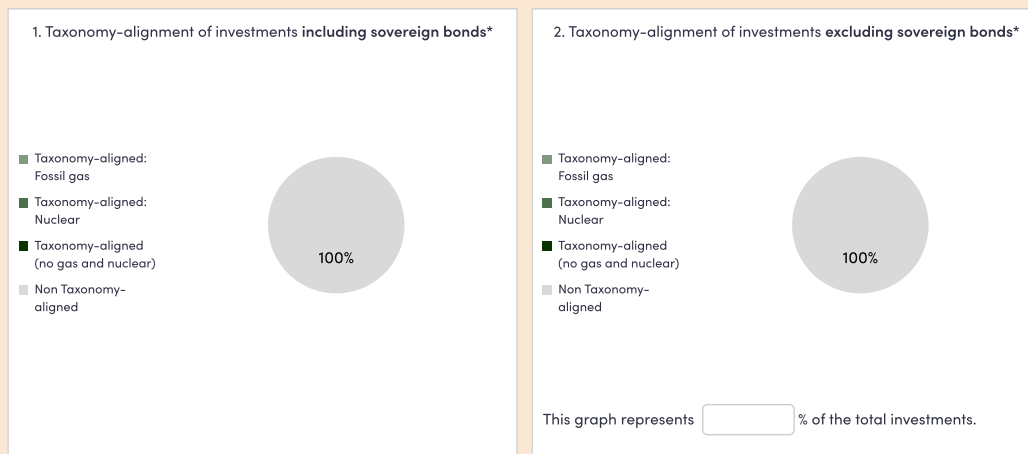 1. Taxonomy-alignment of investments including sovereign bonds*
Taxonomy-aligned:
Fossil gas
Taxonomy-aligned:
Nuclear
Taxonomy-aligned
(no gas and nuclear)
Non Taxonomy-
aligned
100%
2. Taxonomy-alignment of investments excluding sovereign bonds*
Taxonomy-aligned:
Fossil gas
Taxonomy-aligned:
Nuclear
Taxonomy-aligned
(no gas and nuclear)
Non Taxonomy-
aligned
100%
This graph represents % of the total investments.